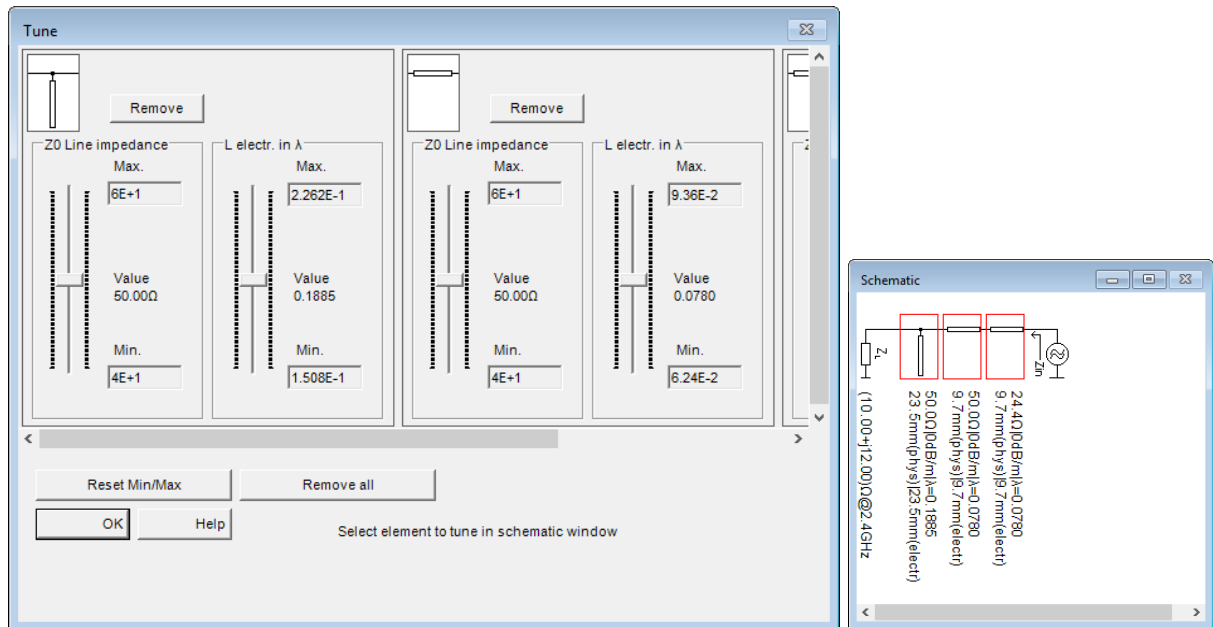 Tune
Remove
Remove
Z0 Line impedance
L electr. in λ
Z0 Line impedance
L electr. in λ
Max.
Max.
Max.
Max.
6E+1
2.262E-1
6E+1
9.36E-2
Value
Value
Value
Value
50.00Ω
0.1885
50.00Ω
0.0780
Min.
Min.
Min.
Min.
4E+1
1.508E-1
4E+1
6.24E-2
Reset Min/Max
Remove all
OK
Help
Select element to tune in schematic window
Schematic
Zin
24.4Ω|0dB/m|λ=0.0780
9.7mm(phys)|9.7mm(electr)
50.0Ω|0dB/m|λ=0.0780
9.7mm(phys)|9.7mm(electr)
50.0Ω|0dB/m|λ=0.1885
23.5mm(phys)|23.5mm(electr)
ZL
(10.00+j12.00)Ω@2.4GHz